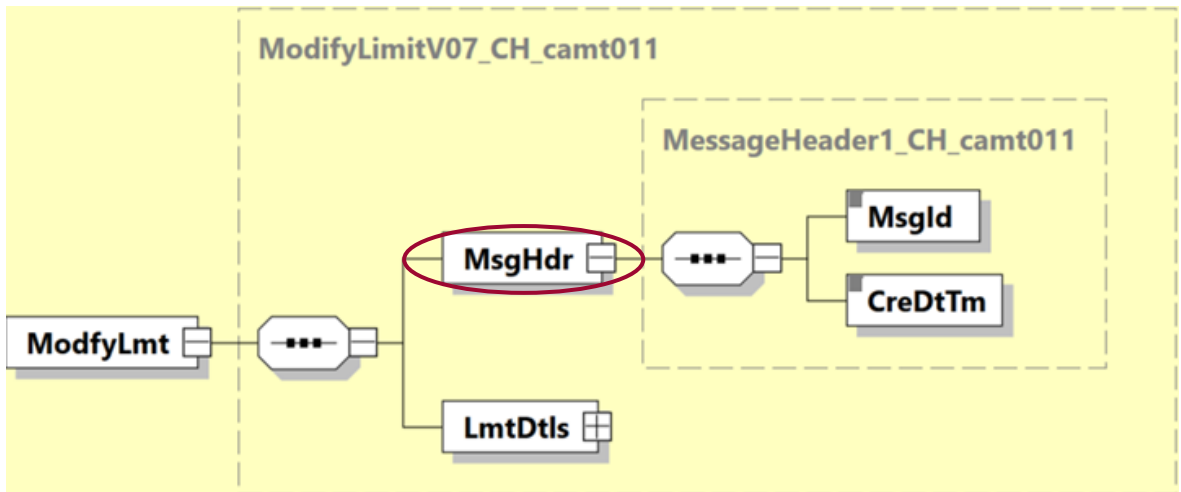 ModifyLimitV07_CH_camt011
MessageHeader1_CH_camt011
MsgId
MsgHdr
CreDtTm
ModfyLmt
LmtDtls